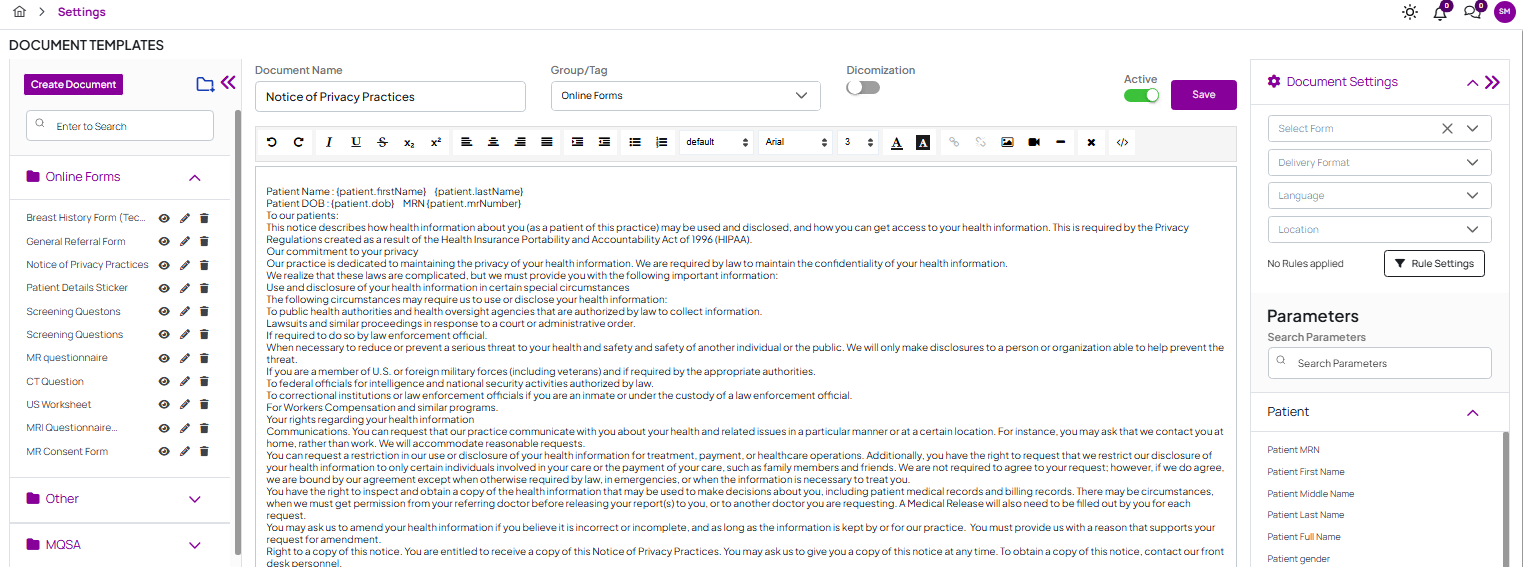 Settings
0
0
SM
DOCUMENT TEMPLATES
Create Document
Enter to Search
Online Forms
Breast History Form (Tec...
General Referral Form
Notice of Privacy Practices
Patient Details Sticker
Screening Questons
Screening Questions
MR questionnaire
CT Question
US Worksheet
MRI Questionnaire...
MR Consent Form
Other
MQSA
Document Name
Notice of Privacy Practices
Group/Tag
Online Forms
Dicomization
Active
Save
I U S x₂ x² default Arial 3 A A </>
Patient Name : {patient.firstName} {patient.lastName}
Patient DOB : {patient.dob} MRN {patient.mrNumber}
To our patients:
This notice describes how health information about you (as a patient of this practice) may be used and disclosed, and how you can get access to your health information. This is required by the Privacy
Regulations created as a result of the Health Insurance Portability and Accountability Act of 1996 (HIPAA).
Our commitment to your privacy
Our practice is dedicated to maintaining the privacy of your health information. We are required by law to maintain the confidentiality of your health information.
We realize that these laws are complicated, but we must provide you with the following important information:
Use and disclosure of your health information in certain special circumstances
The following circumstances may require us to use or disclose your health information:
To public health authorities and health oversight agencies that are authorized by law to collect information.
Lawsuits and similar proceedings in response to a court or administrative order.
If required to do so by law enforcement official.
When necessary to reduce or prevent a serious threat to your health and safety and safety of another individual or the public. We will only make disclosures to a person or organization able to help prevent the
threat.
If you are a member of U.S. or foreign military forces (including veterans) and if required by the appropriate authorities.
To federal officials for intelligence and national security activities authorized by law.
To correctional institutions or law enforcement officials if you are an inmate or under the custody of a law enforcement official.
For Workers Compensation and similar programs.
Your rights regarding your health information
Communications. You can request that our practice communicate with you about your health and related issues in a particular manner or at a certain location. For instance, you may ask that we contact you at
home, rather than work. We will accommodate reasonable requests.
You can request a restriction in our use or disclosure of your health information for treatment, payment, or healthcare operations. Additionally, you have the right to request that we restrict our disclosure of
your health information to only certain individuals involved in your care or the payment of your care, such as family members and friends. We are not required to agree to your request; however, if we do agree,
we are bound by our agreement except when otherwise required by law, in emergencies, or when the information is necessary to treat you.
You have the right to inspect and obtain a copy of the health information that may be used to make decisions about you, including patient medical records and billing records. There may be circumstances,
when we must get permission from your referring doctor before releasing your report(s) to you, or to another doctor you are requesting. A Medical Release will also need to be filled out by you for each
request.
You may ask us to amend your health information if you believe it is incorrect or incomplete, and as long as the information is kept by or for our practice. You must provide us with a reason that supports your
request for amendment.
Right to a copy of this notice. You are entitled to receive a copy of this Notice of Privacy Practices. You may ask us to give you a copy of this notice at any time. To obtain a copy of this notice, contact our front
desk personnel.
Document Settings
Select Form
Delivery Format
Language
Location
No Rules applied
Rule Settings
Parameters
Search Parameters
Search Parameters
Patient
Patient MRN
Patient First Name
Patient Middle Name
Patient Last Name
Patient Full Name
Patient gender